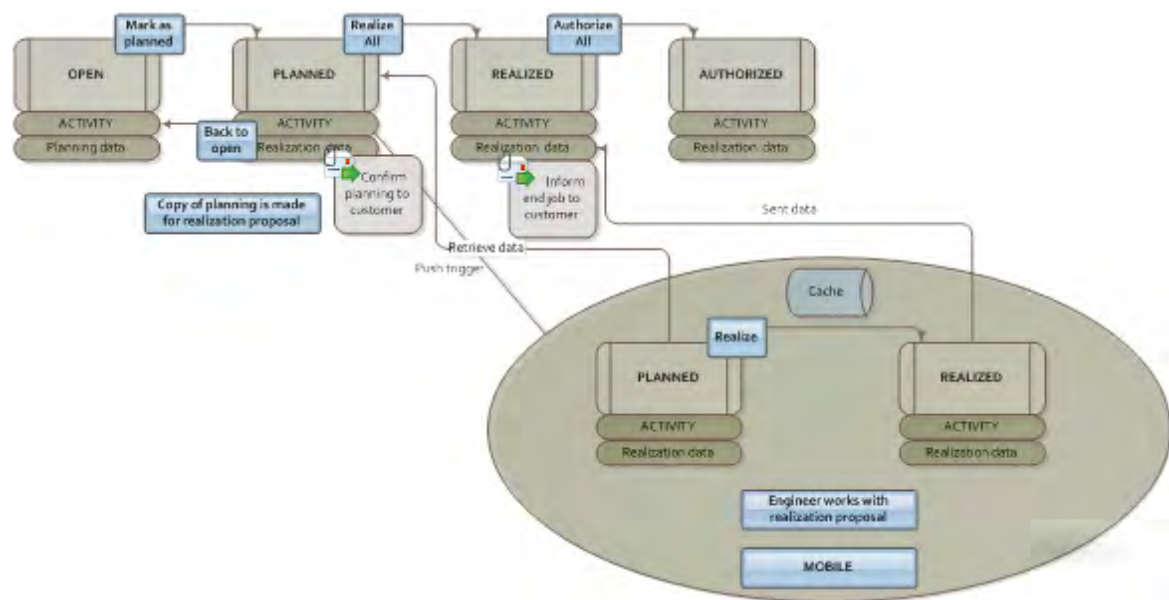 Mark as
planned
Realize
All
Authorize
All
OPEN
PLANNED
REALIZED
AUTHORIZED
ACTIVITY
ACTIVITY
ACTIVITY
ACTIVITY
Planning data
Back to
open
Realization data
Realization data
Realization data
Confirm
planning to
customer
Inform
end job to
customer
Copy of planning is made
for realization proposal
Sent data
Retrieve data
Push trigger
Cache
Realize
PLANNED
REALIZED
ACTIVITY
ACTIVITY
Realization data
Realization data
Engineer works with
realization proposal
MOBILE